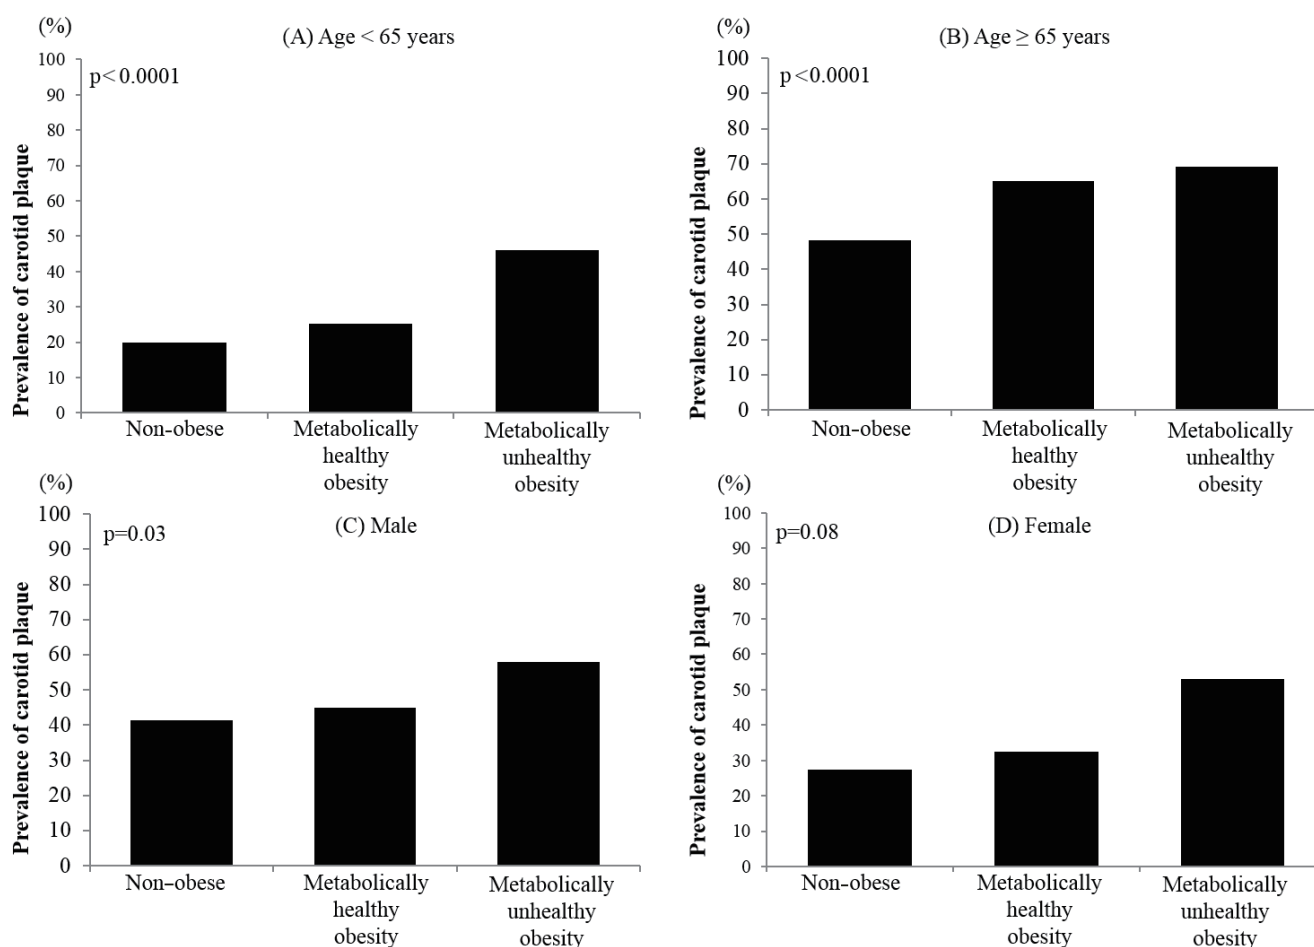 (%)
(A) Age < 65 years
p< 0.0001
Prevalence of carotid plaque
100
90
80
70
60
50
40
30
20
10
0
Non-obese
Metabolically
healthy
obesity
Metabolically
unhealthy
obesity
(%)
(B) Age ≥ 65 years
p<0.0001
Prevalence of carotid plaque
100
90
80
70
60
50
40
30
20
10
0
Non-obese
Metabolically
healthy
obesity
Metabolically
unhealthy
obesity
(%)
(C) Male
p=0.03
Prevalence of carotid plaque
100
90
80
70
60
50
40
30
20
10
0
Non-obese
Metabolically
healthy
obesity
Metabolically
unhealthy
obesity
(%)
(D) Female
p=0.08
Prevalence of carotid plaque
100
90
80
70
60
50
40
30
20
10
0
Non-obese
Metabolically
healthy
obesity
Metabolically
unhealthy
obesity